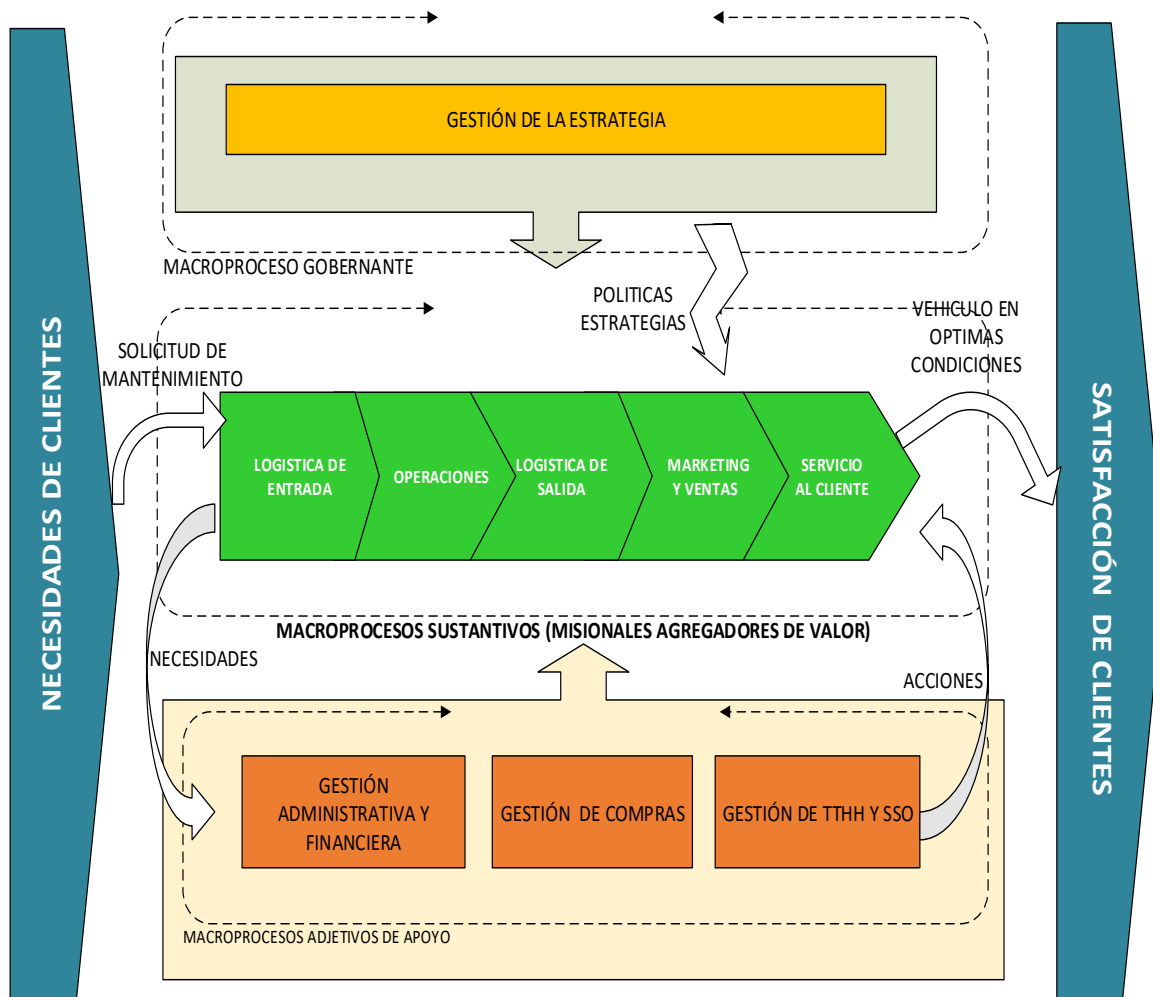 GESTIÓN DE LA ESTRATEGIA
MACROPROCESO GOBERNANTE
POLITICAS
ESTRATEGIAS
VEHICULO EN
OPTIMAS
CONDICIONES
SOLICITUD DE
MANTENIMIENTO
NECESIDADES DE CLIENTES
LOGISTICA DE
ENTRADA
OPERACIONES
LOGISTICA DE
SALIDA
MARKETING
Y VENTAS
SERVICIO
AL CLIENTE
SATISFACCIÓN DE CLIENTES
MACROPROCESOS SUSTANTIVOS (MISIONALES AGREGADORES DE VALOR)
NECESIDADES
ACCIONES
GESTIÓN
ADMINISTRATIVA Y
FINANCIERA
GESTIÓN DE COMPRAS
GESTIÓN DE TTHH Y SSO
MACROPROCESOS ADJETIVOS DE APOYO